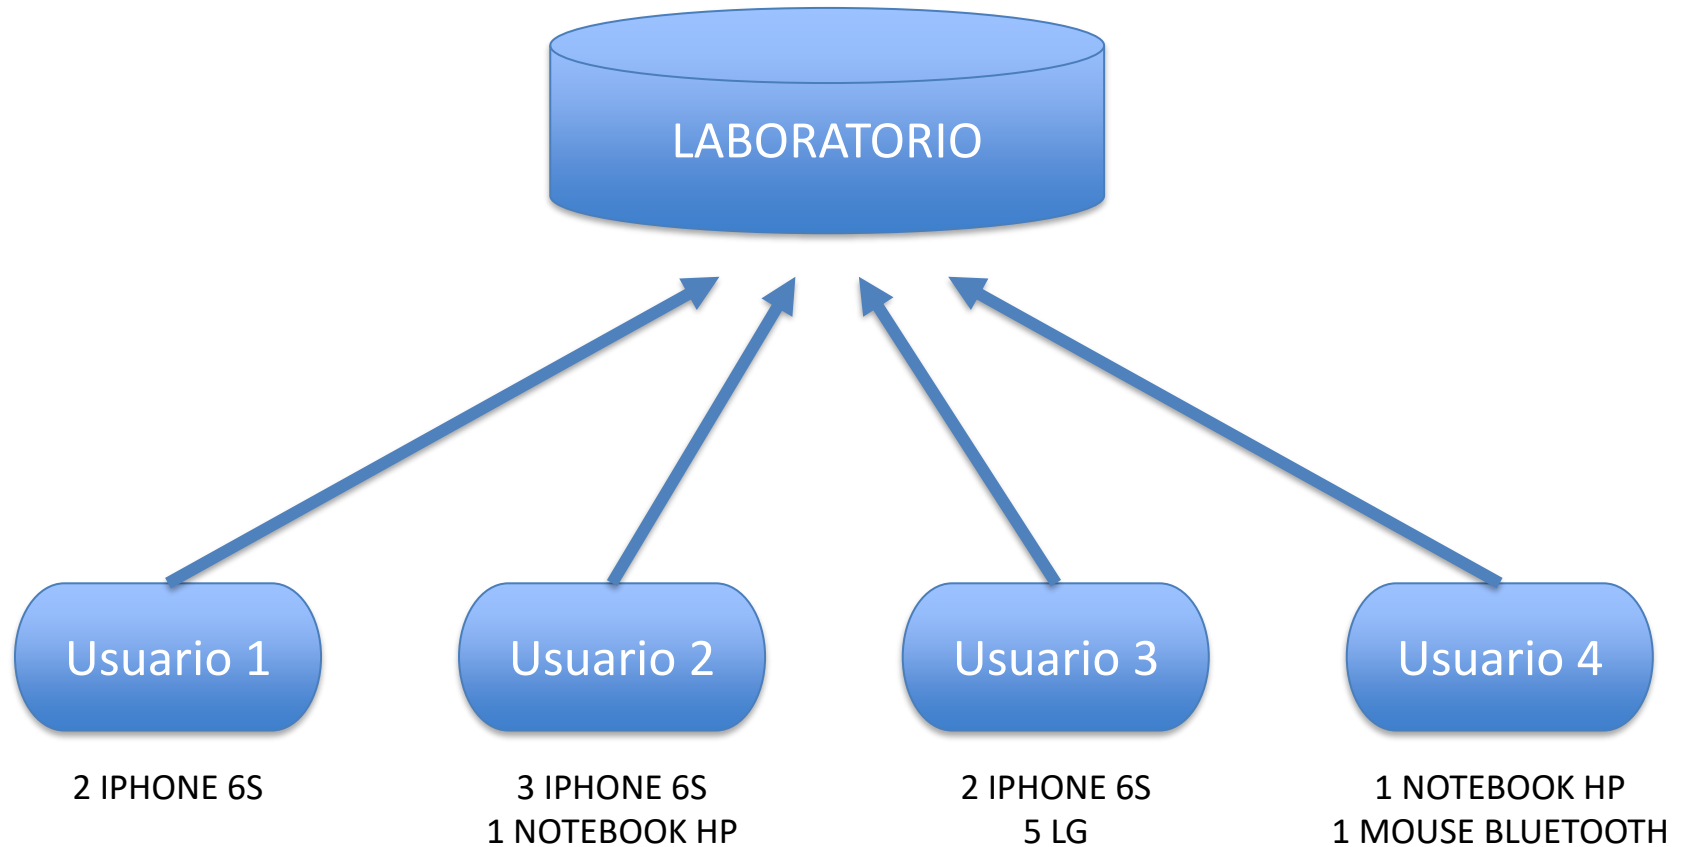 LABORATORIO
Usuario 1
Usuario 2
Usuario 3
Usuario 4
2 IPHONE 6S
3 IPHONE 6S
1 NOTEBOOK HP
2 IPHONE 6S
5 LG
1 NOTEBOOK HP
1 MOUSE BLUETOOTH